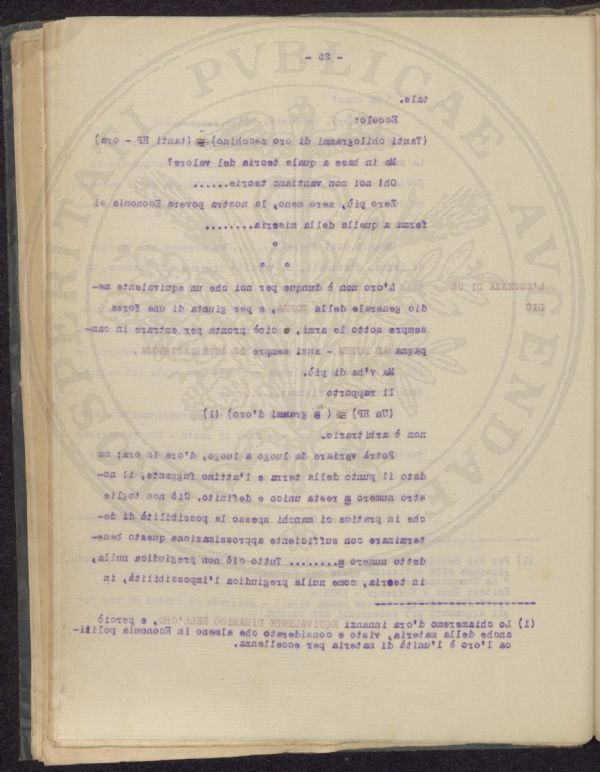 - 25 -
tale.
Eccolo:
(Tanti chilogrammi di oro zecchino) = (tanti HP - ora)
Ma in base a quale teoria del valore?
Oh! noi non vantiamo teorie......
Zero più, zero meno, la nostra povera Economia si
ferma a quella della miseria........
L'ESSENZA DI UN
DIO
L'oro non è dunque per noi che un equivalente me-
dio generale della FORZA, e per giunta di una forza
sempre sotto le armi, e cioè pronta per entrare in cam-
pagna - anzi sempre IN
Ma v'ha di più.
Il rapporto
(Un HP) = ( m grammi d'oro) (1)
non è arbitrario.
Potrà variare da luogo a luogo, d'ora in ora: ma
dato il punto della terra e l'attimo fuggente, il no-
stro numero m resta unico e definito. Ciò non toglie
che in pratica ci manchi spesso la possibilità di de-
terminare con sufficiente approssimazione questo bene-
detto numero m........ Tutto ciò non pregiudica nulla,
in teoria, come nulla pregiudica l'impossibilità, in
(1) Lo chiameremo d'ora innanzi EQUIVALENTE DINAMICO DELL'ORO, e perciò
anche della materia, visto e considerato che almeno in Economia politi-
ca l'oro è l'unità di materia per eccellenza.
PROSPERITATI PVBLICAE AVGENDAE